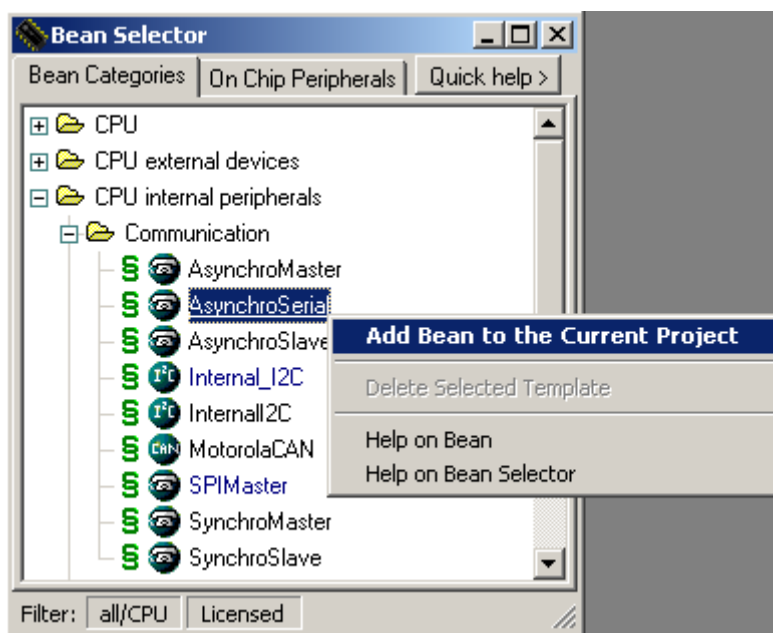 Bean Selector
Bean Categories On Chip Peripherals Quick help >
CPU
CPU external devices
CPU internal peripherals
Communication
AsynchroMaster
AsynchroSerial
AsynchroSlave
Internal_I2C
InternalI2C
MotorolaCAN
SPIMaster
SynchroMaster
SynchroSlave
Add Bean to the Current Project
Delete Selected Template
Help on Bean
Help on Bean Selector
Filter: all/CPU Licensed